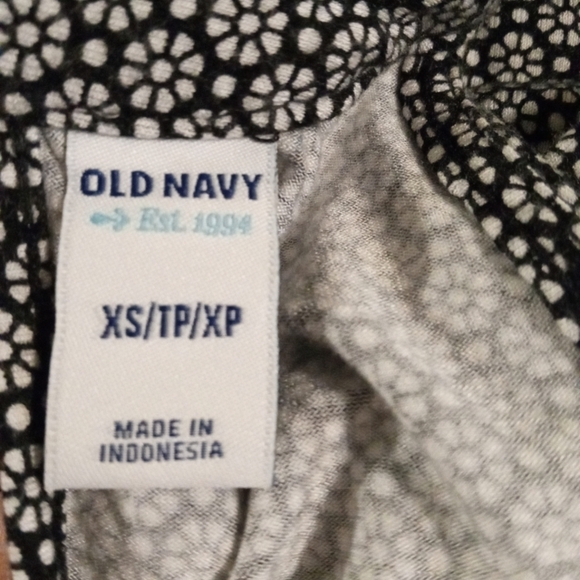 OLD NAVY
Est. 1994
XS/TP/XP
MADE IN
INDONESIA